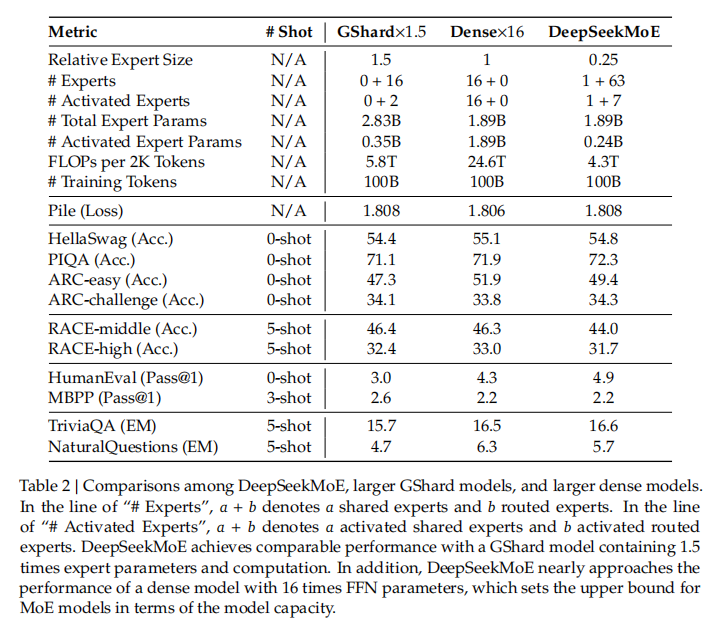 Metric # Shot GShard×1.5 Dense×16 DeepSeekMoE
Relative Expert Size N/A 1.5 1 0.25
# Experts N/A 0 + 16 16 + 0 1 + 63
# Activated Experts N/A 0 + 2 16 + 0 1 + 7
# Total Expert Params N/A 2.83B 1.89B 1.89B
# Activated Expert Params N/A 0.35B 1.89B 0.24B
FLOPs per 2K Tokens N/A 5.8T 24.6T 4.3T
# Training Tokens N/A 100B 100B 100B
Pile (Loss) N/A 1.808 1.806 1.808
HellaSwag (Acc.) 0-shot 54.4 55.1 54.8
PIQA (Acc.) 0-shot 71.1 71.9 72.3
ARC-easy (Acc.) 0-shot 47.3 51.9 49.4
ARC-challenge (Acc.) 0-shot 34.1 33.8 34.3
RACE-middle (Acc.) 5-shot 46.4 46.3 44.0
RACE-high (Acc.) 5-shot 32.4 33.0 31.7
HumanEval (Pass@1) 0-shot 3.0 4.3 4.9
MBPP (Pass@1) 3-shot 2.6 2.2 2.2
TriviaQA (EM) 5-shot 15.7 16.5 16.6
NaturalQuestions (EM) 5-shot 4.7 6.3 5.7
Table 2 | Comparisons among DeepSeekMoE, larger GShard models, and larger dense models.
In the line of “# Experts”, a + b denotes a shared experts and b routed experts. In the line
of “# Activated Experts”, a + b denotes a activated shared experts and b activated routed
experts. DeepSeekMoE achieves comparable performance with a GShard model containing 1.5
times expert parameters and computation. In addition, DeepSeekMoE nearly approaches the
performance of a dense model with 16 times FFN parameters, which sets the upper bound for
MoE models in terms of the model capacity.